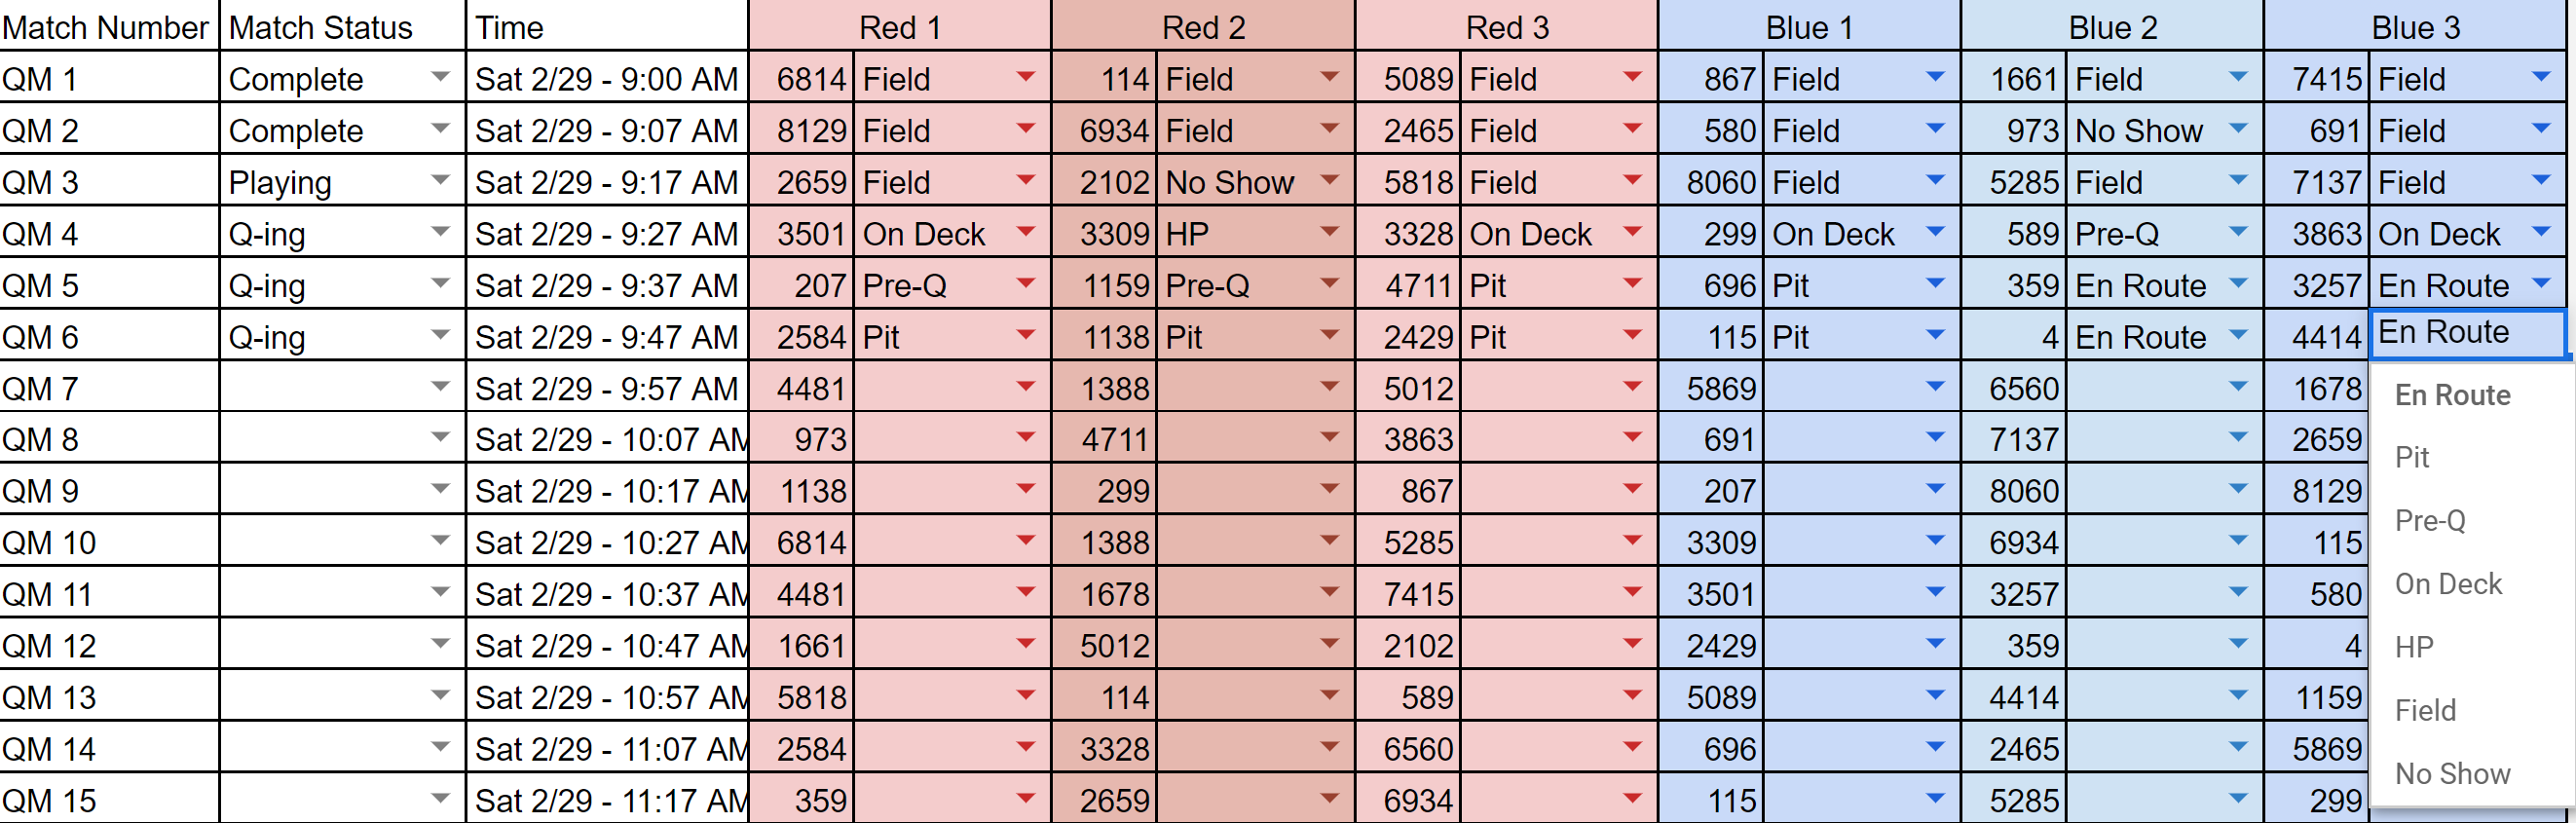 Match Number Match Status Time Red 1 Red 2 Red 3 Blue 1 Blue 2 Blue 3
QM 1 Complete Sat 2/29 - 9:00 AM 6814 Field 114 Field 5089 Field 867 Field 1661 Field 7415 Field
QM 2 Complete Sat 2/29 - 9:07 AM 8129 Field 6934 Field 2465 Field 580 Field 973 No Show 691 Field
QM 3 Playing Sat 2/29 - 9:17 AM 2659 Field 2102 No Show 5818 Field 8060 Field 5285 Field 7137 Field
QM 4 Q-ing Sat 2/29 - 9:27 AM 3501 On Deck 3309 HP 3328 On Deck 299 On Deck 589 Pre-Q 3863 On Deck
QM 5 Q-ing Sat 2/29 - 9:37 AM 207 Pre-Q 1159 Pre-Q 4711 Pit 696 Pit 359 En Route 3257 En Route
QM 6 Q-ing Sat 2/29 - 9:47 AM 2584 Pit 1138 Pit 2429 Pit 115 Pit 4 En Route 4414 En Route
QM 7 Sat 2/29 - 9:57 AM 4481 1388 5012 5869 6560 1678 En Route
QM 8 Sat 2/29 - 10:07 AM 973 4711 3863 691 7137 2659 Pit
QM 9 Sat 2/29 - 10:17 AM 1138 299 867 207 8060 8129 Pre-Q
QM 10 Sat 2/29 - 10:27 AM 6814 1388 5285 3309 6934 115
QM 11 Sat 2/29 - 10:37 AM 4481 1678 7415 3501 3257 580 On Deck
QM 12 Sat 2/29 - 10:47 AM 1661 5012 2102 2429 359 4 HP
QM 13 Sat 2/29 - 10:57 AM 5818 114 589 5089 4414 1159 Field
QM 14 Sat 2/29 - 11:07 AM 2584 3328 6560 696 2465 5869
QM 15 Sat 2/29 - 11:17 AM 359 2659 6934 115 5285 299 No Show